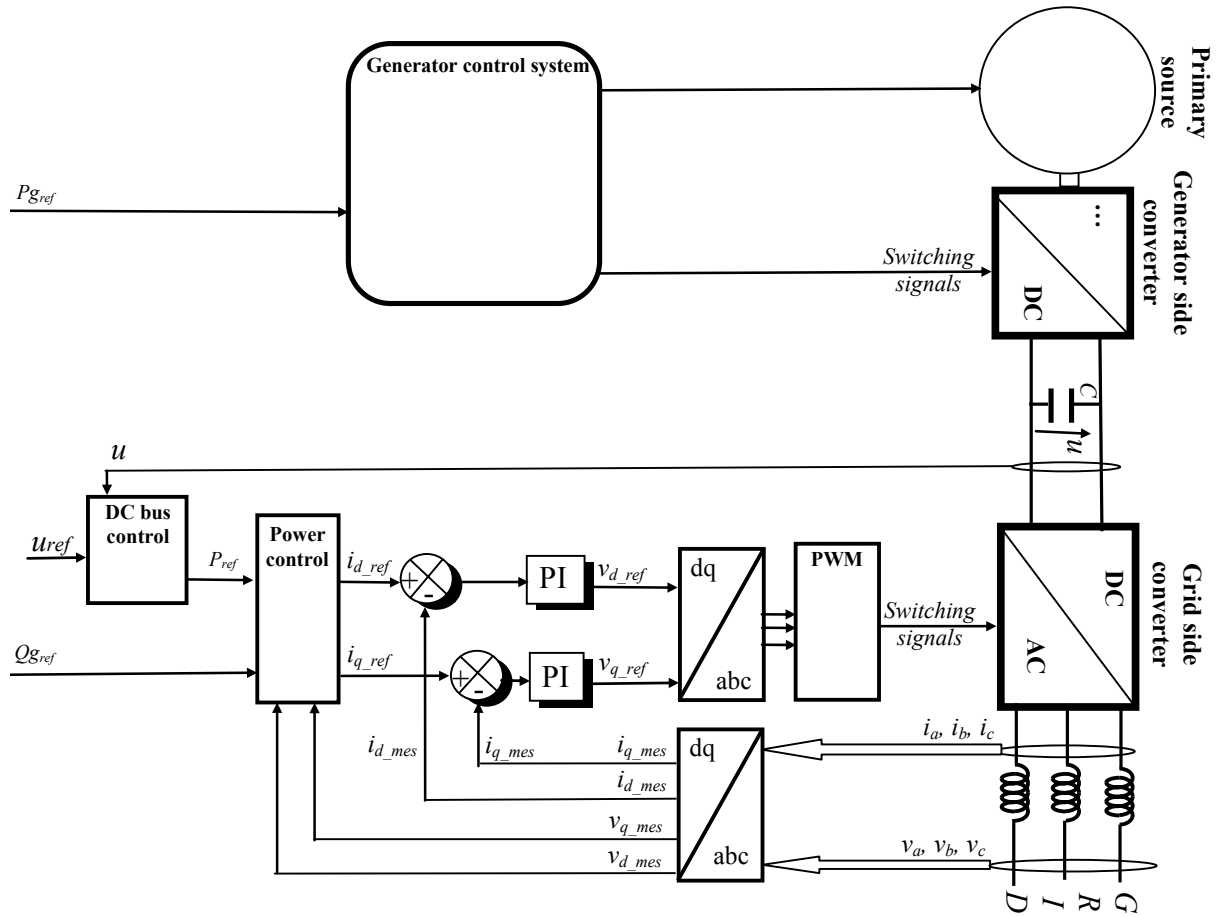 Generator control system
Primary
source
Pg_ref
Switching
signals
...
DC
Generator side
converter
C
u
u
DC bus
control
uref
P_ref
Power
control
i_d_ref
+
-
PI
v_d_ref
dq
abc
PWM
Switching
signals
DC
AC
Grid side
converter
Qg_ref
i_q_ref
+
-
PI
v_q_ref
i_d_mes
i_q_mes
i_q_mes
i_d_mes
v_q_mes
v_d_mes
dq
abc
i_a, i_b, i_c
v_a, v_b, v_c
G R I D